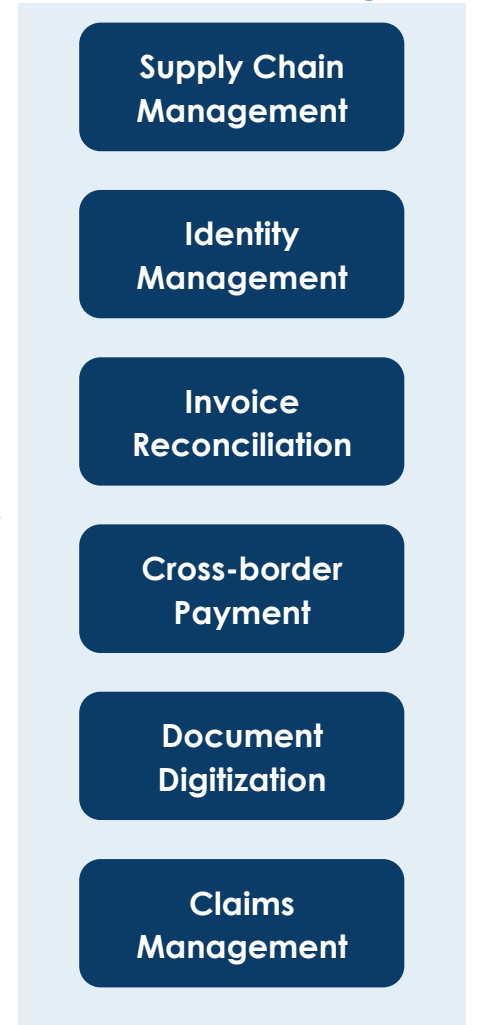 Supply Chain
Management
Identity
Management
Invoice
Reconciliation
Cross-border
Payment
Document
Digitization
Claims
Management